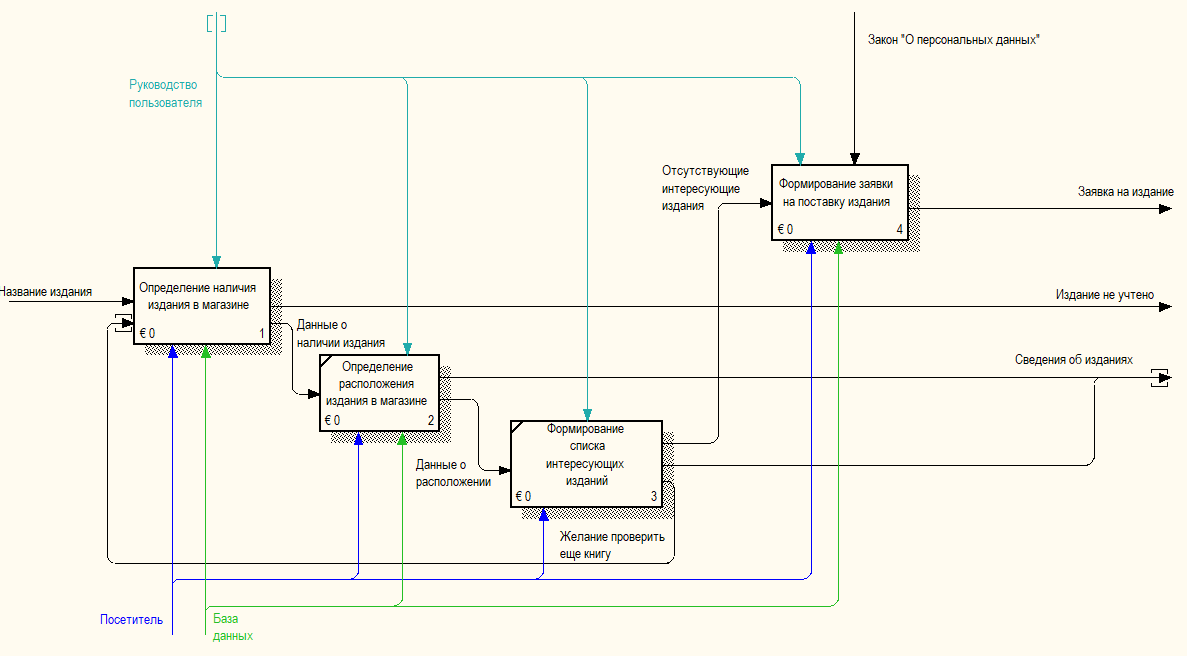 Закон "О персональных данных"
Руководство
пользователя
Отсутствующие
интересующие
издания
Формирование заявки
на поставку издания
€ 0
4
Заявка на издание
Название издания
Определение наличия
издания в магазине
€ 0
1
Издание не учтено
Данные о
наличии издания
Сведения об изданиях
Определение
расположения
издания в магазине
€ 0
2
Данные о
расположении
Формирование
списка
интересующих
изданий
€ 0
3
Желание проверить
еще книгу
Посетитель
База
данных